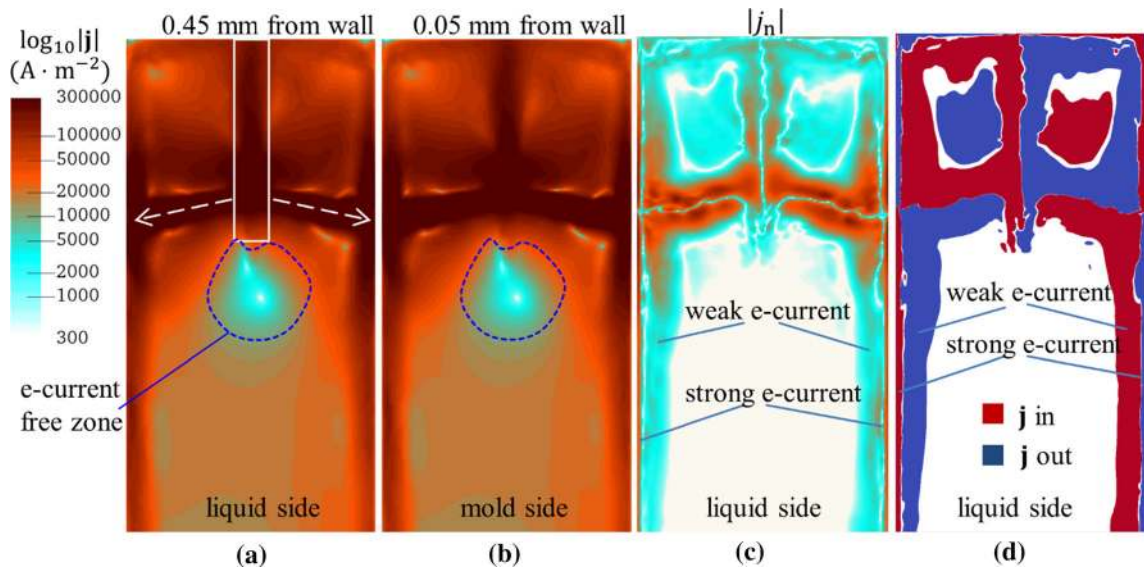 0.45 mm from wall
0.05 mm from wall
|jn|
log10|j|
(A · m−2)
300000
100000
50000
20000
10000
5000
2000
1000
300
e-current
free zone
liquid side
mold side
weak e-current
strong e-current
liquid side
weak e-current
strong e-current
j in
j out
liquid side
(a)
(b)
(c)
(d)